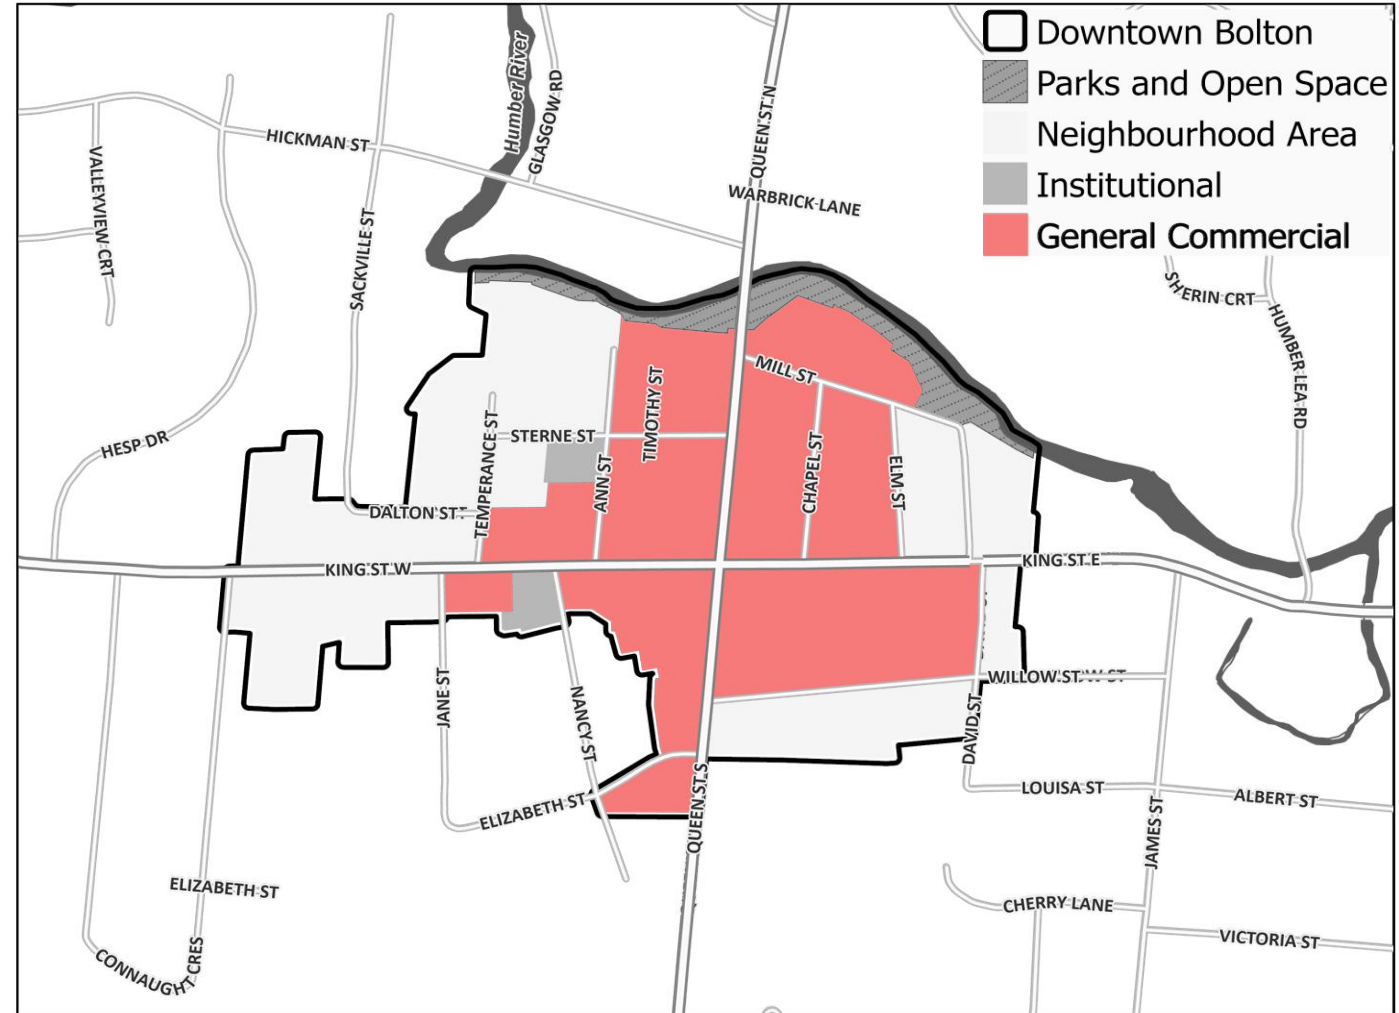 Downtown Bolton
Parks and Open Space
Neighbourhood Area
Institutional
General Commercial
Humber River
GLASGOW RD
QUEEN ST N
HICKMAN ST
VALLEYVIEW CRT
WARBRICK LANE
SACKVILLE ST
SHERIN CRT
HUMBER LEA RD
MILL ST
TIMOTHY ST
HESP DR
TEMPERANCE ST
STERNE ST
ANN ST
CHAPEL ST
ELM ST
DALTON ST
KING ST W
KING ST E
WILLOW ST
JANE ST
NANCY ST
DAVID ST
QUEEN ST S
ELIZABETH ST
LOUISA ST
ALBERT ST
JAMES ST
ELIZABETH ST
CHERRY LANE
VICTORIA ST
CONNAUGHT CRES